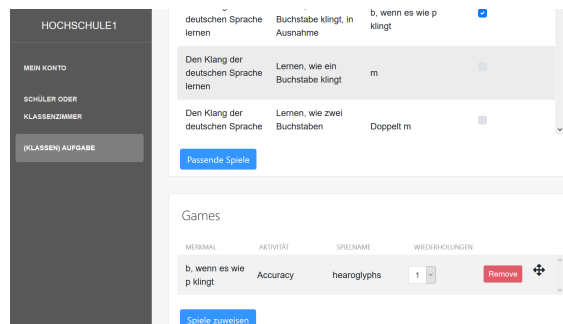 HOCHSCHULE1
MEIN KONTO
SCHÜLER ODER
KLASSENZIMMER
(KLASSEN) AUFGABE
deutschen Sprache
lernen
Buchstabe klingt, in
Ausnahme
b, wenn es wie p
klingt
Den Klang der
deutschen Sprache
lernen
Lernen, wie ein
Buchstabe klingt
m
Den Klang der
deutschen Sprache
Lernen, wie zwei
Buchstaben
Doppelt m
Passende Spiele
Games
MERKMAL AKTIVITÄT SPIELNAME WIEDERHOLUNGEN
b, wenn es wie
p klingt
Accuracy
hearoglyphs
1
Remove
Spiele zuweisen